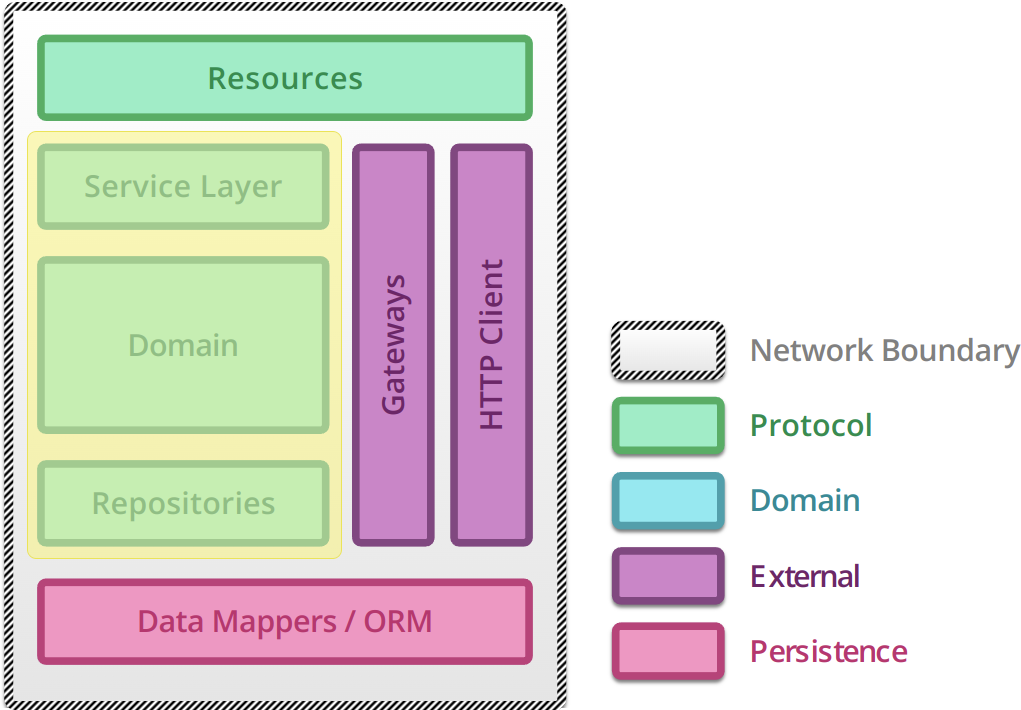 Resources
Service Layer
Domain
Repositories
Gateways
HTTP Client
Data Mappers / ORM
Network Boundary
Protocol
Domain
External
Persistence